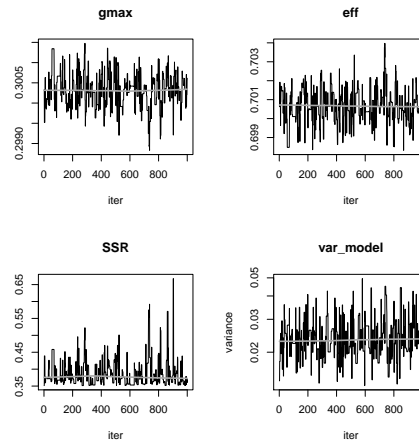 gmax
0.3005
0.2990
0 200 400 600 800
iter
eff
0.703
0.701
0.699
0 200 400 600 800
iter
SSR
0.65
0.55
0.45
0.35
0 200 400 600 800
iter
var_model
variance
0.05
0.03
0.02
0 200 400 600 800
iter